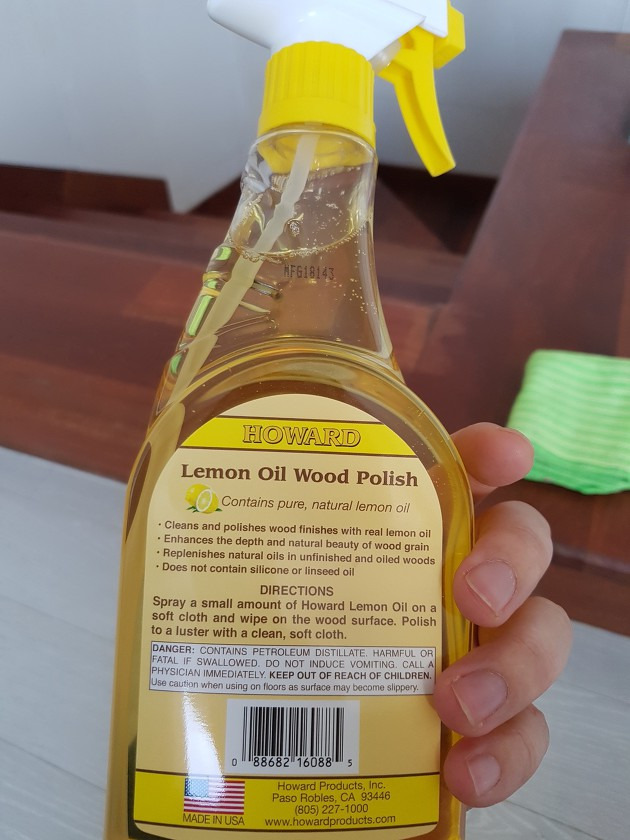 MFG18143
HOWARD
Lemon Oil Wood Polish
Contains pure, natural lemon oil
· Cleans and polishes wood finishes with real lemon oil
· Enhances the depth and natural beauty of wood grain
· Replenishes natural oils in unfinished and oiled woods
· Does not contain silicone or linseed oil
DIRECTIONS
Spray a small amount of Howard Lemon Oil on a
soft cloth and wipe on the wood surface. Polish
to a luster with a clean, soft cloth.
DANGER: CONTAINS PETROLEUM DISTILLATE. HARMFUL OR
FATAL IF SWALLOWED. DO NOT INDUCE VOMITING. CALL A
PHYSICIAN IMMEDIATELY. KEEP OUT OF REACH OF CHILDREN.
Use caution when using on floors as surface may become slippery.
0 88682 16088 5
MADE IN USA
Howard Products, Inc.
Paso Robles, CA 93446
(805) 227-1000
www.howardproducts.com